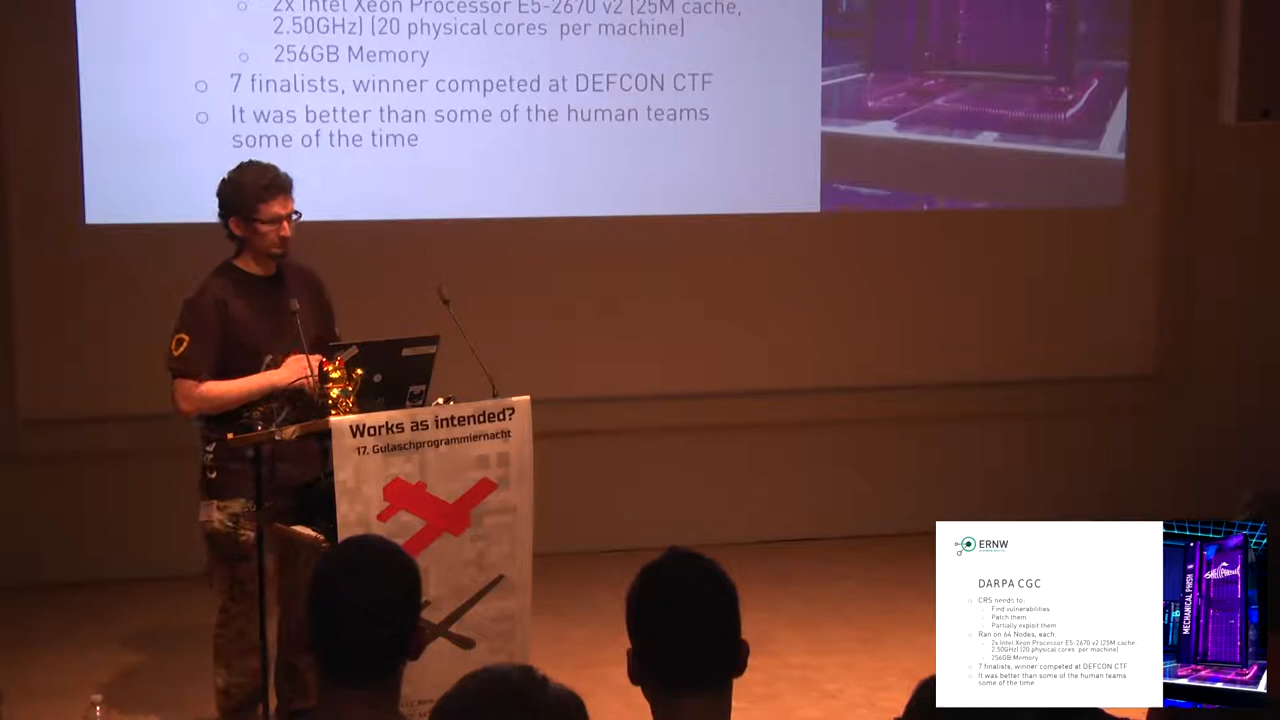 2x Intel Xeon Processor E5-2670 v2 (25M cache,
2.50GHz) (20 physical cores per machine)
256GB Memory
7 finalists, winner competed at DEFCON CTF
It was better than some of the human teams
some of the time
Works as intended?
17. Gulaschprogrammiernacht
ERNW
DARPA CGC
CRS needs to:
Find vulnerabilities
Patch them
Partially exploit them
Ran on 64 Nodes, each:
2x Intel Xeon Processor E5-2670 v2 (25M cache,
2.50GHz) (20 physical cores per machine)
256GB Memory
7 finalists, winner competed at DEFCON CTF
It was better than some of the human teams
some of the time
MECHANICAL PHISH
SHELLPHISH